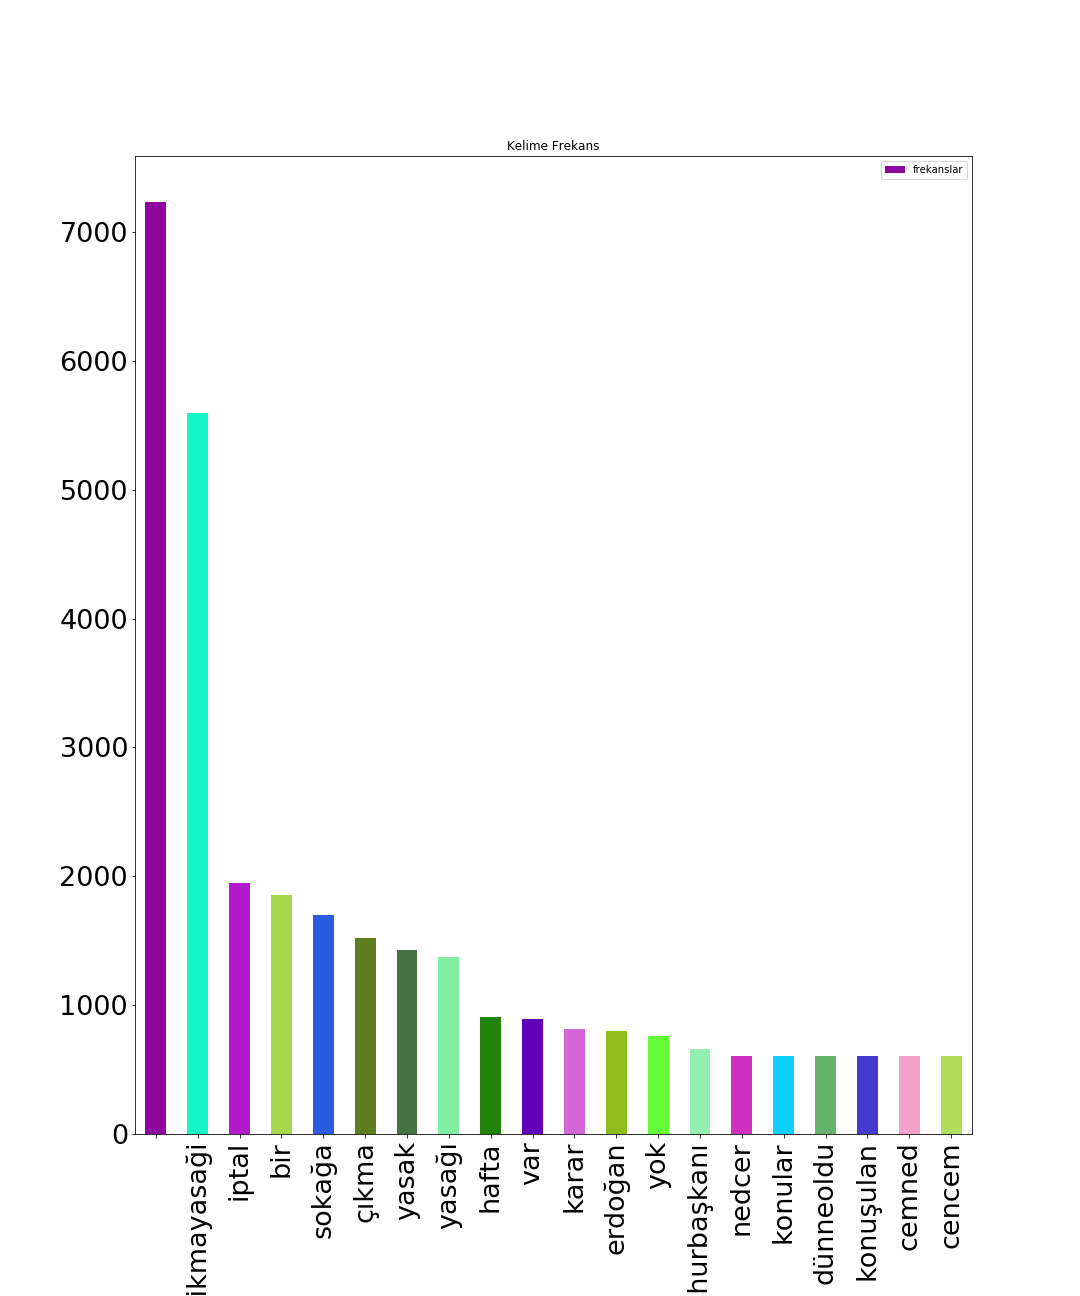 Kelime Frekans
frekanslar
7000
6000
5000
4000
3000
2000
1000
0
ikmayasaği
iptal
bir
sokağa
çıkma
yasak
yasağı
hafta
var
karar
erdoğan
yok
hurbaşkanı
nedcer
konular
dünneoldu
konuşulan
cemned
cencem